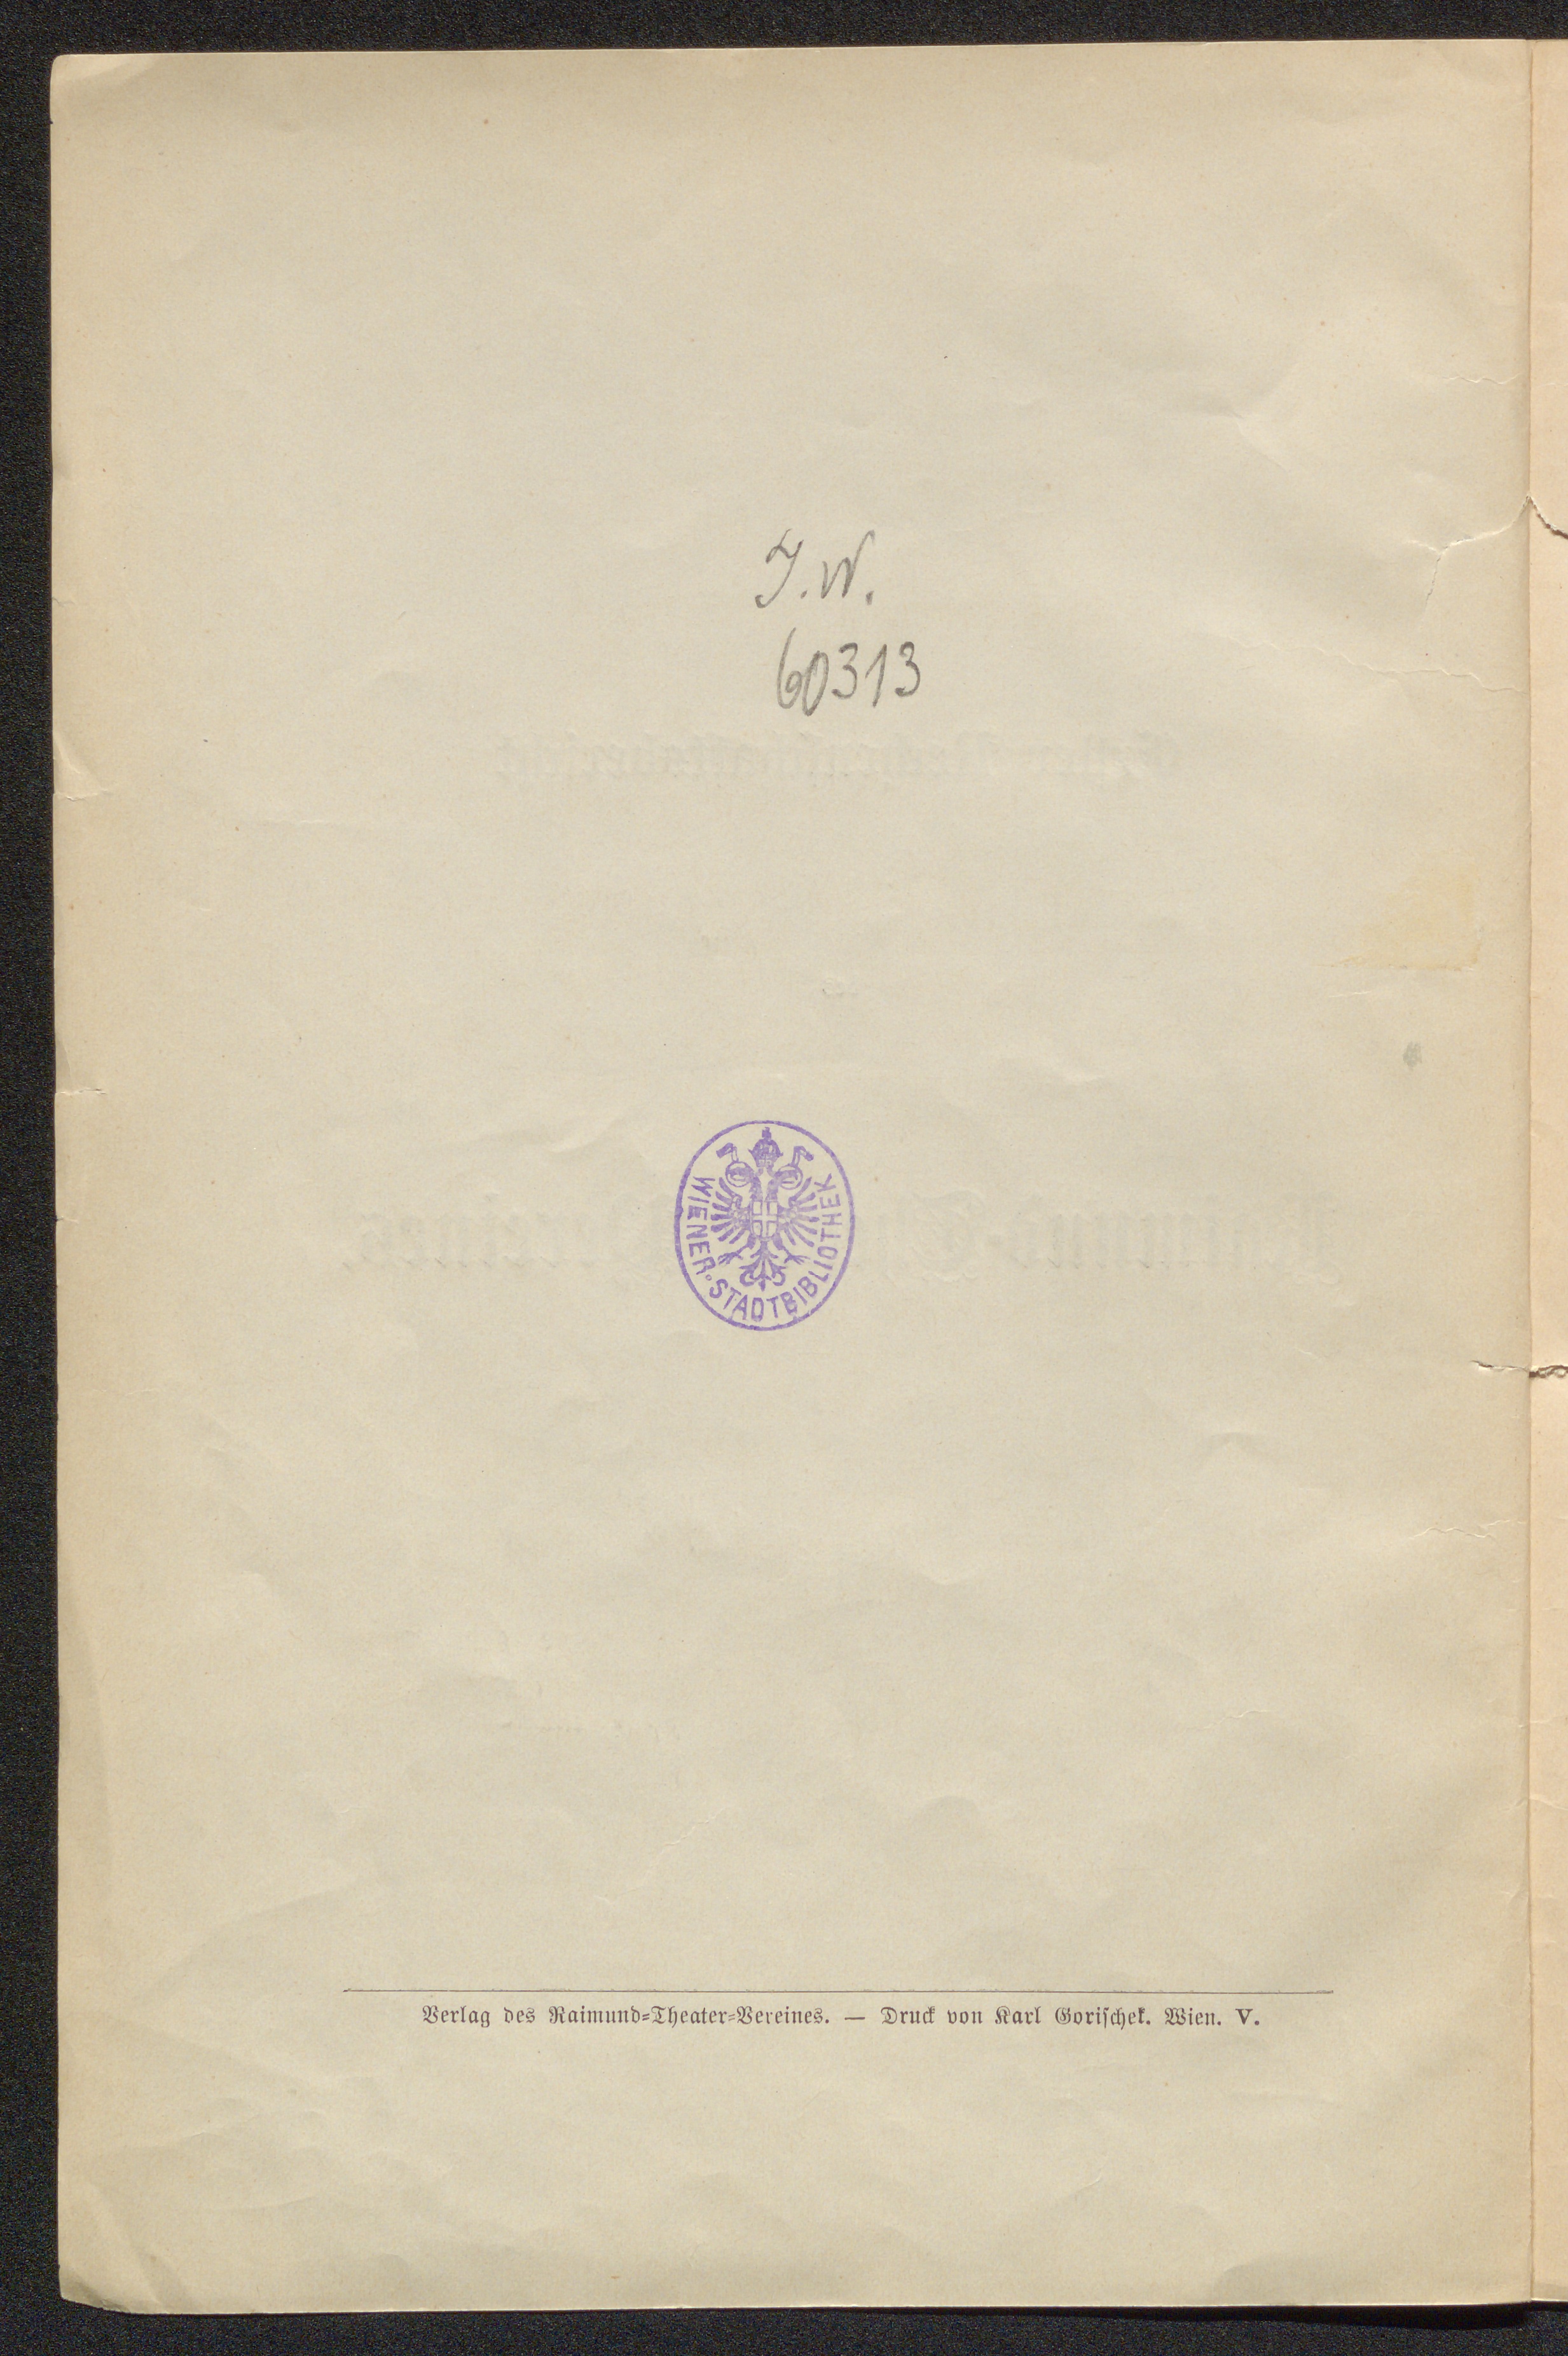 J.N.
60313
WIENER-STADTBIBLIOTHEK
Verlag des Raimund=Theater=Vereines. — Druck von Karl Gorischek. Wien. V.